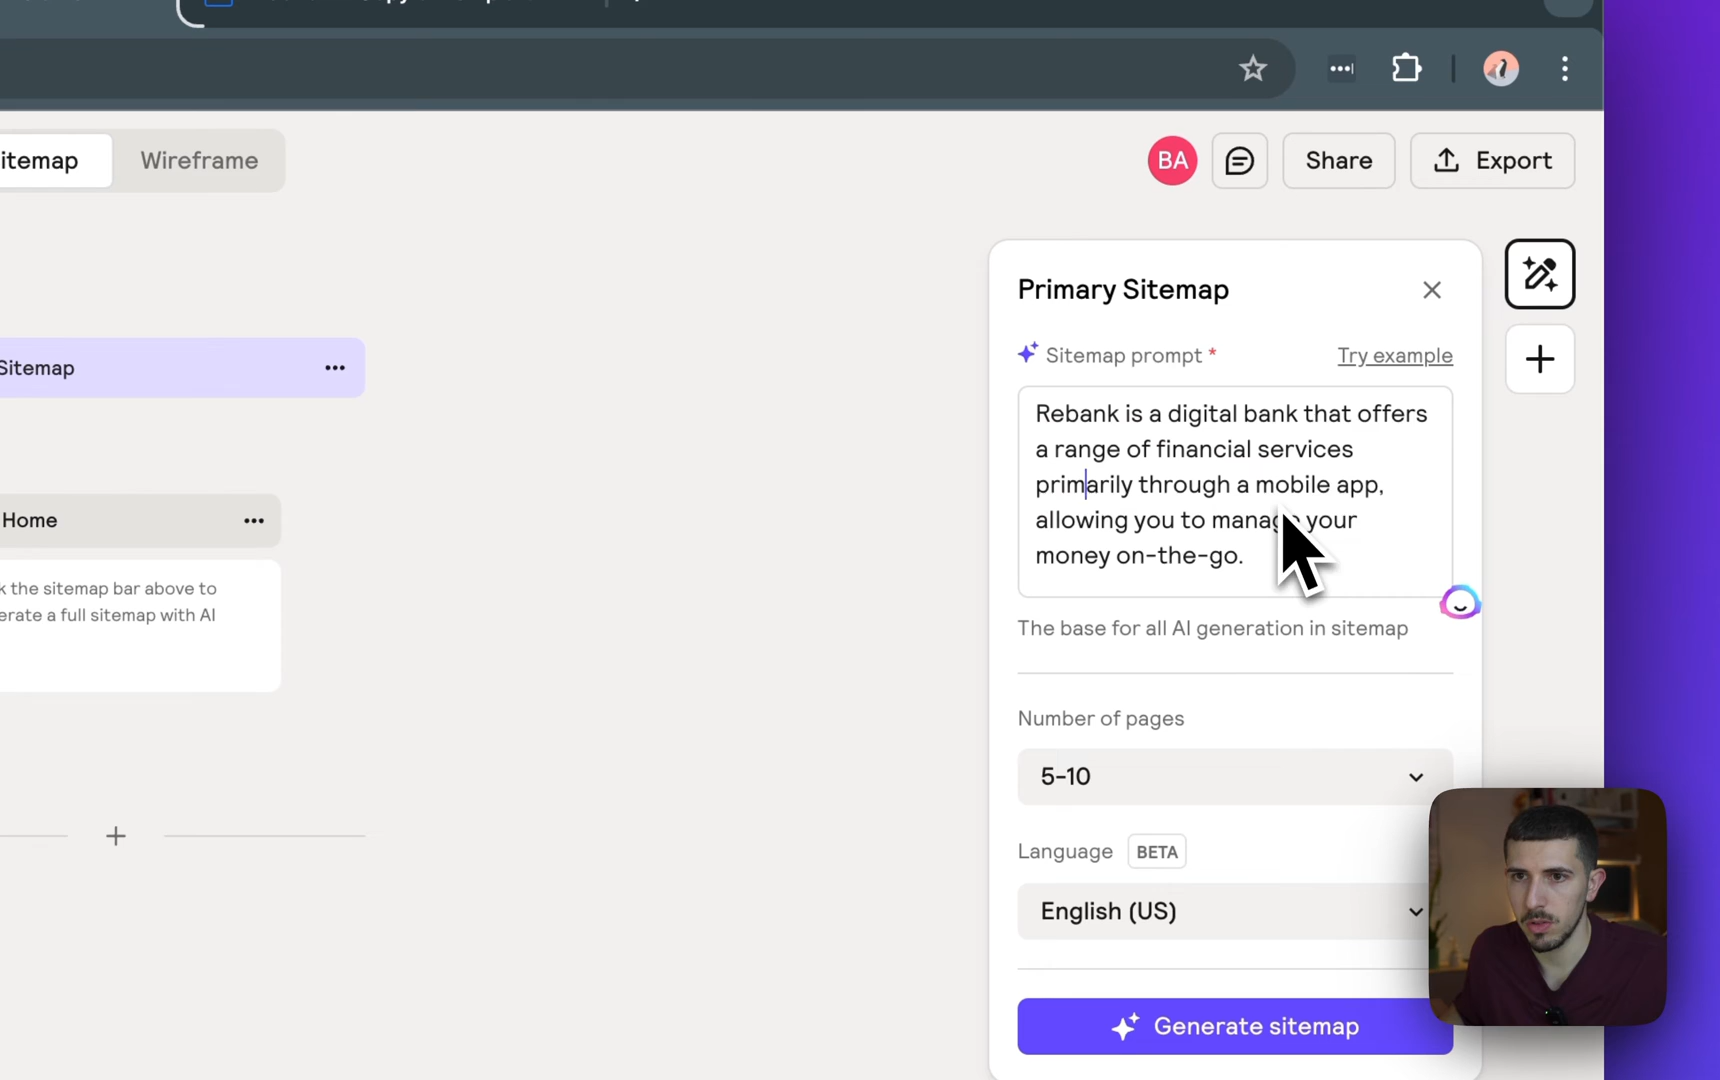 itemap
Wireframe
BA
Share
Export
Sitemap
Home
k the sitemap bar above to
erate a full sitemap with AI
Primary Sitemap
Sitemap prompt *
Try example
Rebank is a digital bank that offers
a range of financial services
primarily through a mobile app,
allowing you to manage your
money on-the-go.
The base for all AI generation in sitemap
Number of pages
5-10
Language
BETA
English (US)
Generate sitemap